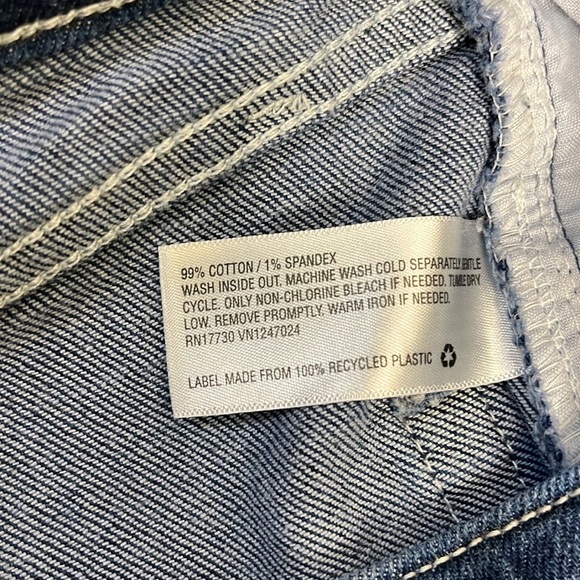 99% COTTON / 1% SPANDEX
WASH INSIDE OUT. MACHINE WASH COLD SEPARATELY, GENTLE
CYCLE. ONLY NON-CHLORINE BLEACH IF NEEDED. TUMBLE DRY
LOW. REMOVE PROMPTLY. WARM IRON IF NEEDED.
RN17730 VN1247024
LABEL MADE FROM 100% RECYCLED PLASTIC